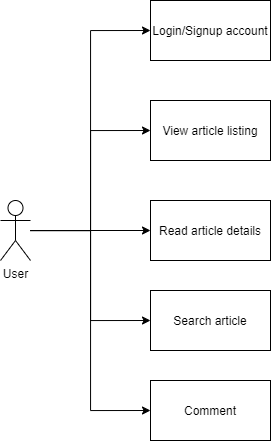 Login/Signup account
View article listing
Read article details
User
Search article
Comment